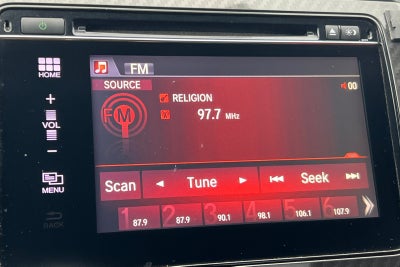 FM
HOME
SOURCE
00
RELIGION
FM
97.7 MHz
+
VOL
−
MENU
Scan
Tune
Seek
BACK
1 87.9
2 87.9
3 90.1
4 98.1
5 106.1
6 107.9